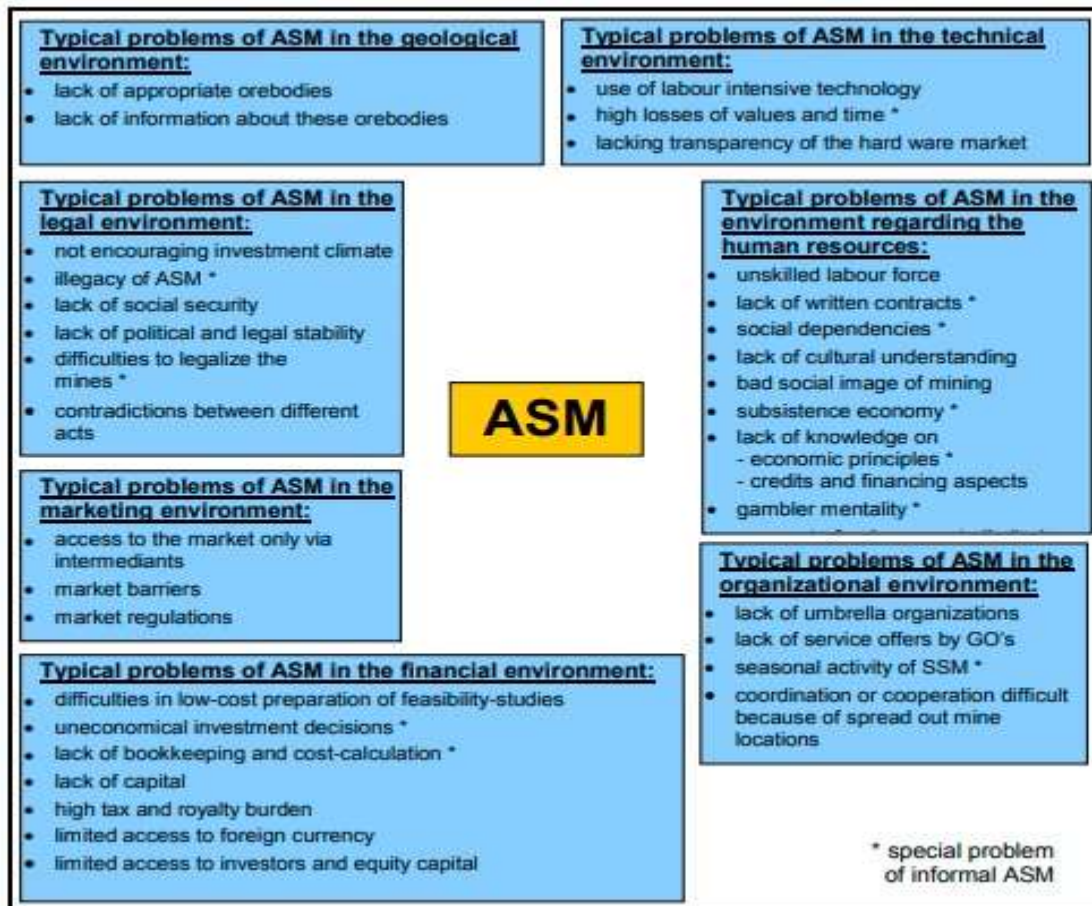 Typical problems of ASM in the geological
environment:
• lack of appropriate orebodies
• lack of information about these orebodies
Typical problems of ASM in the technical
environment:
• use of labour intensive technology
• high losses of values and time *
• lacking transparency of the hard ware market
Typical problems of ASM in the
legal environment:
• not encouraging investment climate
• illegacy of ASM *
• lack of social security
• lack of political and legal stability
• difficulties to legalize the
mines *
• contradictions between different
acts
Typical problems of ASM in the
environment regarding the
human resources:
• unskilled labour force
• lack of written contracts *
• social dependencies *
• lack of cultural understanding
• bad social image of mining
• subsistence economy *
• lack of knowledge on
- economic principles *
- credits and financing aspects
• gambler mentality *
ASM
Typical problems of ASM in the
marketing environment:
• access to the market only via
intermediants
• market barriers
• market regulations
Typical problems of ASM in the
organizational environment:
• lack of umbrella organizations
• lack of service offers by GO's
• seasonal activity of SSM *
• coordination or cooperation difficult
because of spread out mine
locations
Typical problems of ASM in the financial environment:
• difficulties in low-cost preparation of feasibility-studies
• uneconomical investment decisions *
• lack of bookkeeping and cost-calculation *
• lack of capital
• high tax and royalty burden
• limited access to foreign currency
• limited access to investors and equity capital
* special problem
of informal ASM